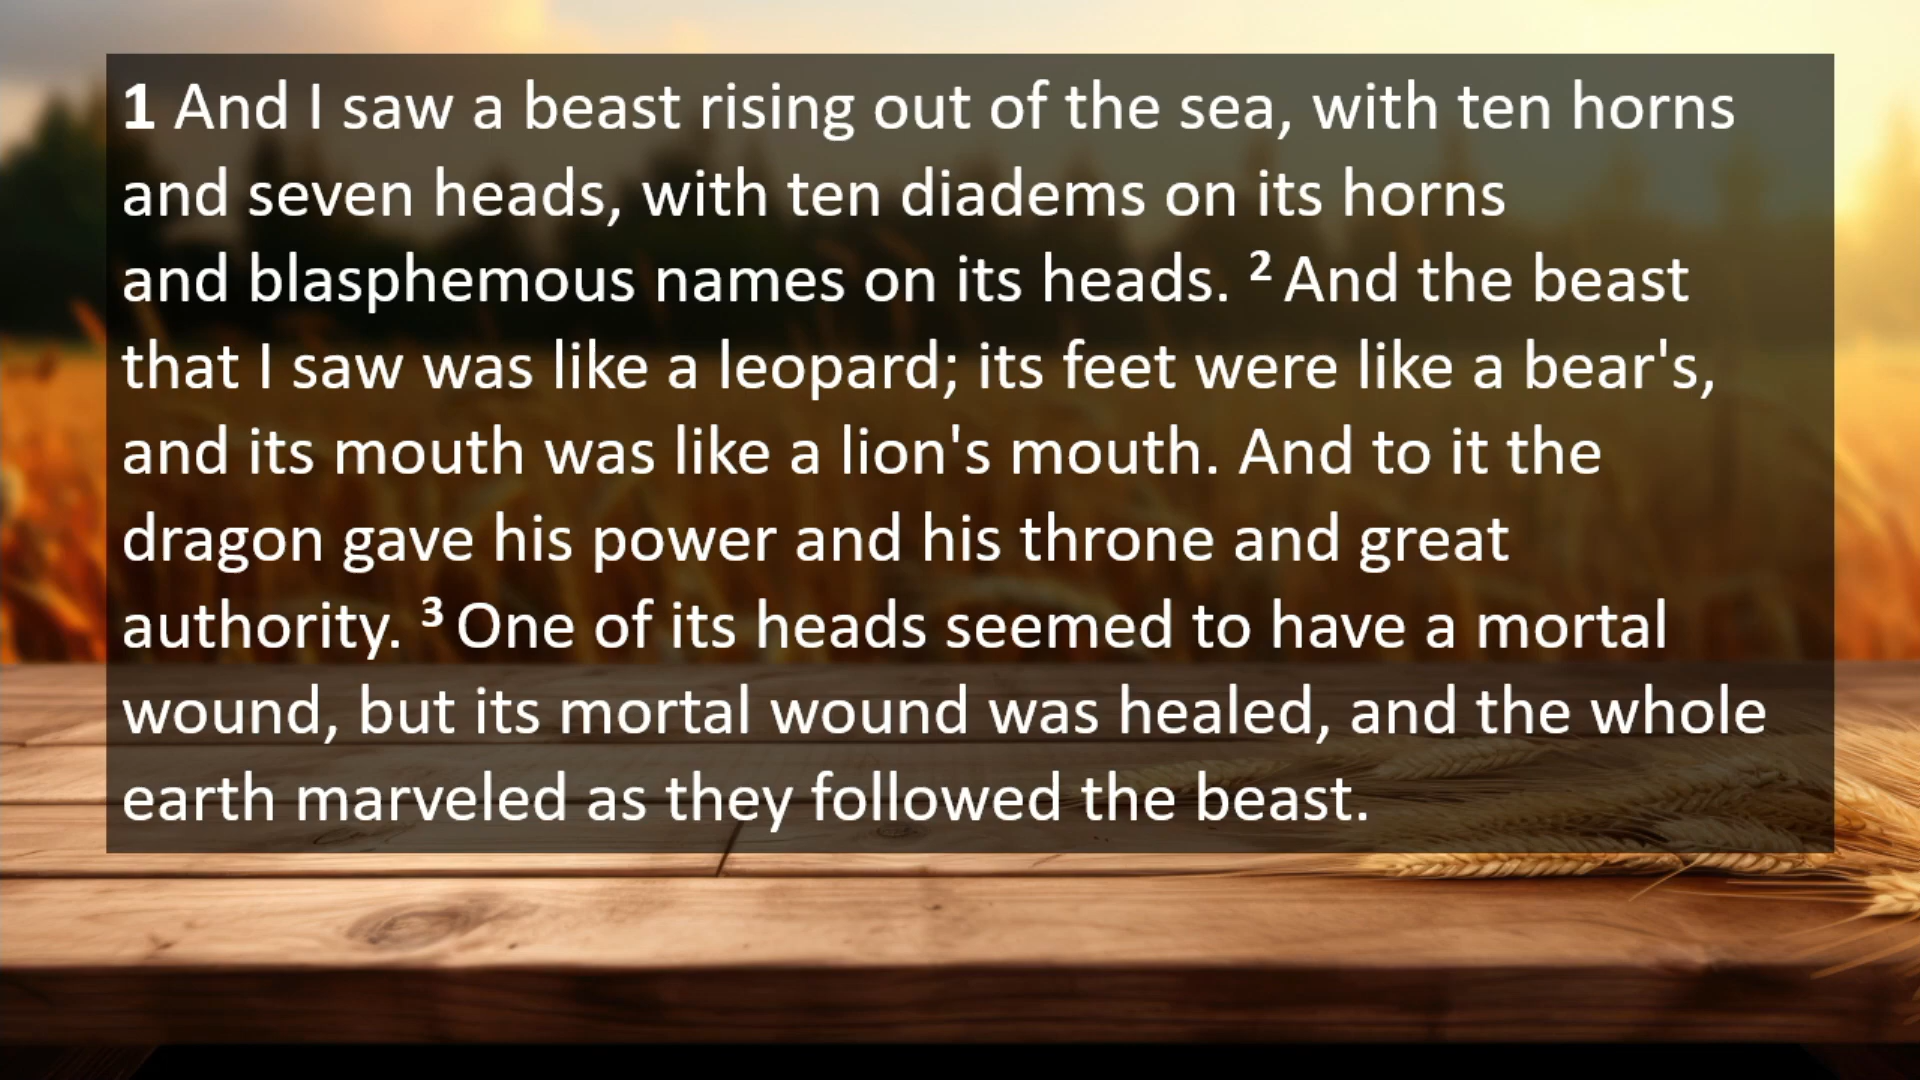 1 And I saw a beast rising out of the sea, with ten horns
and seven heads, with ten diadems on its horns
and blasphemous names on its heads. 2 And the beast
that I saw was like a leopard; its feet were like a bear's,
and its mouth was like a lion's mouth. And to it the
dragon gave his power and his throne and great
authority. 3 One of its heads seemed to have a mortal
wound, but its mortal wound was healed, and the whole
earth marveled as they followed the beast.